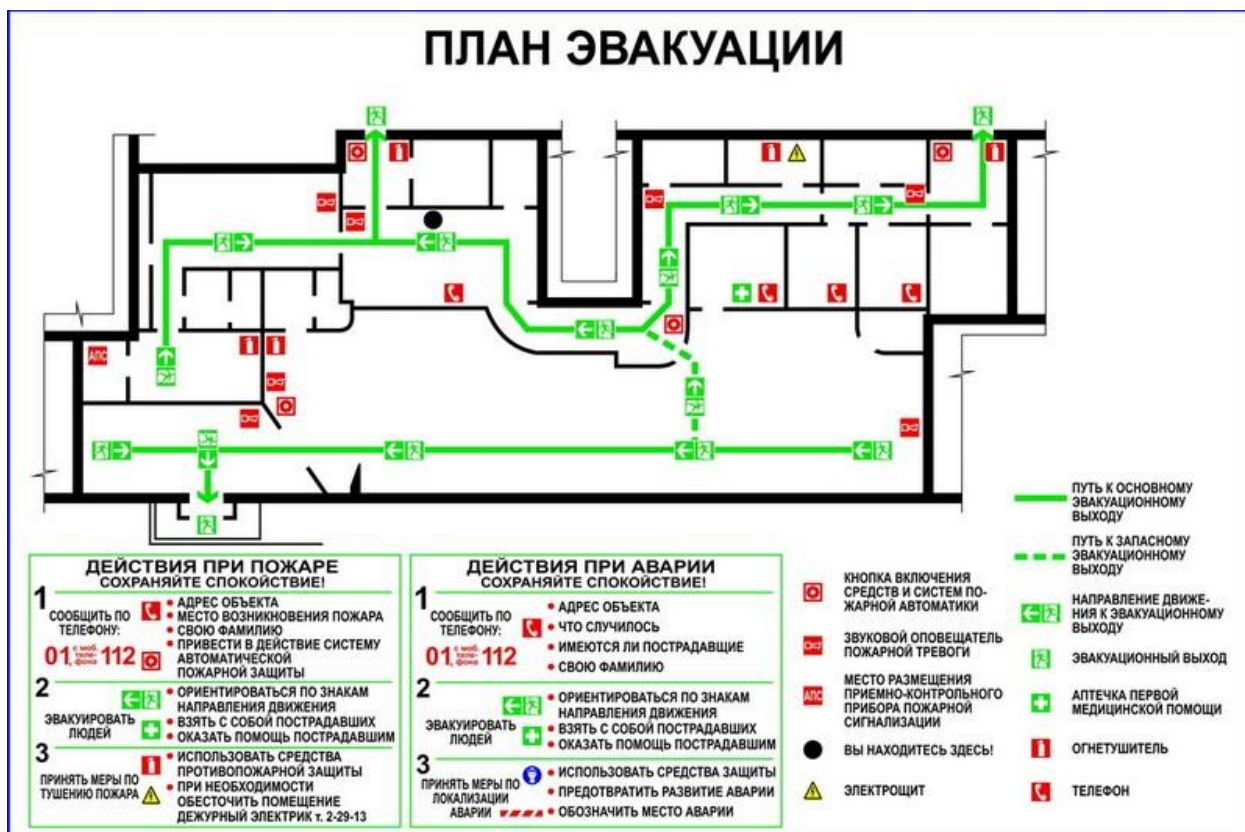 ПЛАН ЭВАКУАЦИИ
АПС
ДЕЙСТВИЯ ПРИ ПОЖАРЕ
СОХРАНЯЙТЕ СПОКОЙСТВИЕ!
1
СООБЩИТЬ ПО
ТЕЛЕФОНУ:
01, с моб. теле- фона 112
• АДРЕС ОБЪЕКТА
• МЕСТО ВОЗНИКНОВЕНИЯ ПОЖАРА
• СВОЮ ФАМИЛИЮ
• ПРИВЕСТИ В ДЕЙСТВИЕ СИСТЕМУ
АВТОМАТИЧЕСКОЙ
ПОЖАРНОЙ ЗАЩИТЫ
2
ЭВАКУИРОВАТЬ
ЛЮДЕЙ
• ОРИЕНТИРОВАТЬСЯ ПО ЗНАКАМ
НАПРАВЛЕНИЯ ДВИЖЕНИЯ
• ВЗЯТЬ С СОБОЙ ПОСТРАДАВШИХ
• ОКАЗАТЬ ПОМОЩЬ ПОСТРАДАВШИМ
3
ПРИНЯТЬ МЕРЫ ПО
ТУШЕНИЮ ПОЖАРА
• ИСПОЛЬЗОВАТЬ СРЕДСТВА
ПРОТИВОПОЖАРНОЙ ЗАЩИТЫ
• ПРИ НЕОБХОДИМОСТИ
ОБЕСТОЧИТЬ ПОМЕЩЕНИЕ
ДЕЖУРНЫЙ ЭЛЕКТРИК т. 2-29-13
ДЕЙСТВИЯ ПРИ АВАРИИ
СОХРАНЯЙТЕ СПОКОЙСТВИЕ!
1
СООБЩИТЬ ПО
ТЕЛЕФОНУ:
01, с моб. теле- фона 112
• АДРЕС ОБЪЕКТА
• ЧТО СЛУЧИЛОСЬ
• ИМЕЮТСЯ ЛИ ПОСТРАДАВШИЕ
• СВОЮ ФАМИЛИЮ
2
ЭВАКУИРОВАТЬ
ЛЮДЕЙ
• ОРИЕНТИРОВАТЬСЯ ПО ЗНАКАМ
НАПРАВЛЕНИЯ ДВИЖЕНИЯ
• ВЗЯТЬ С СОБОЙ ПОСТРАДАВШИХ
• ОКАЗАТЬ ПОМОЩЬ ПОСТРАДАВШИМ
3
ПРИНЯТЬ МЕРЫ ПО
ЛОКАЛИЗАЦИИ
АВАРИИ
• ИСПОЛЬЗОВАТЬ СРЕДСТВА ЗАЩИТЫ
• ПРЕДОТВРАТИТЬ РАЗВИТИЕ АВАРИИ
• ОБОЗНАЧИТЬ МЕСТО АВАРИИ
КНОПКА ВКЛЮЧЕНИЯ
СРЕДСТВ И СИСТЕМ ПО-
ЖАРНОЙ АВТОМАТИКИ
ЗВУКОВОЙ ОПОВЕЩАТЕЛЬ
ПОЖАРНОЙ ТРЕВОГИ
АПС
МЕСТО РАЗМЕЩЕНИЯ
ПРИЕМНО-КОНТРОЛЬНОГО
ПРИБОРА ПОЖАРНОЙ
СИГНАЛИЗАЦИИ
ВЫ НАХОДИТЕСЬ ЗДЕСЬ!
ЭЛЕКТРОЩИТ
ПУТЬ К ОСНОВНОМУ
ЭВАКУАЦИОННОМУ
ВЫХОДУ
ПУТЬ К ЗАПАСНОМУ
ЭВАКУАЦИОННОМУ
ВЫХОДУ
НАПРАВЛЕНИЕ ДВИЖЕ-
НИЯ К ЭВАКУАЦИОННОМУ
ВЫХОДУ
ЭВАКУАЦИОННЫЙ ВЫХОД
АПТЕЧКА ПЕРВОЙ
МЕДИЦИНСКОЙ ПОМОЩИ
ОГНЕТУШИТЕЛЬ
ТЕЛЕФОН